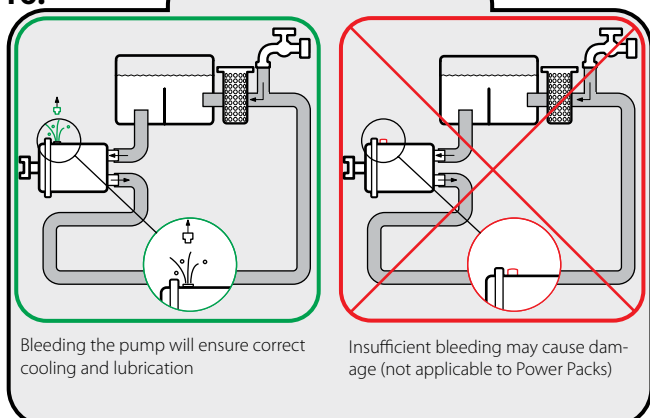 Bleeding the pump will ensure correct
cooling and lubrication
Insufficient bleeding may cause dam-
age (not applicable to Power Packs)